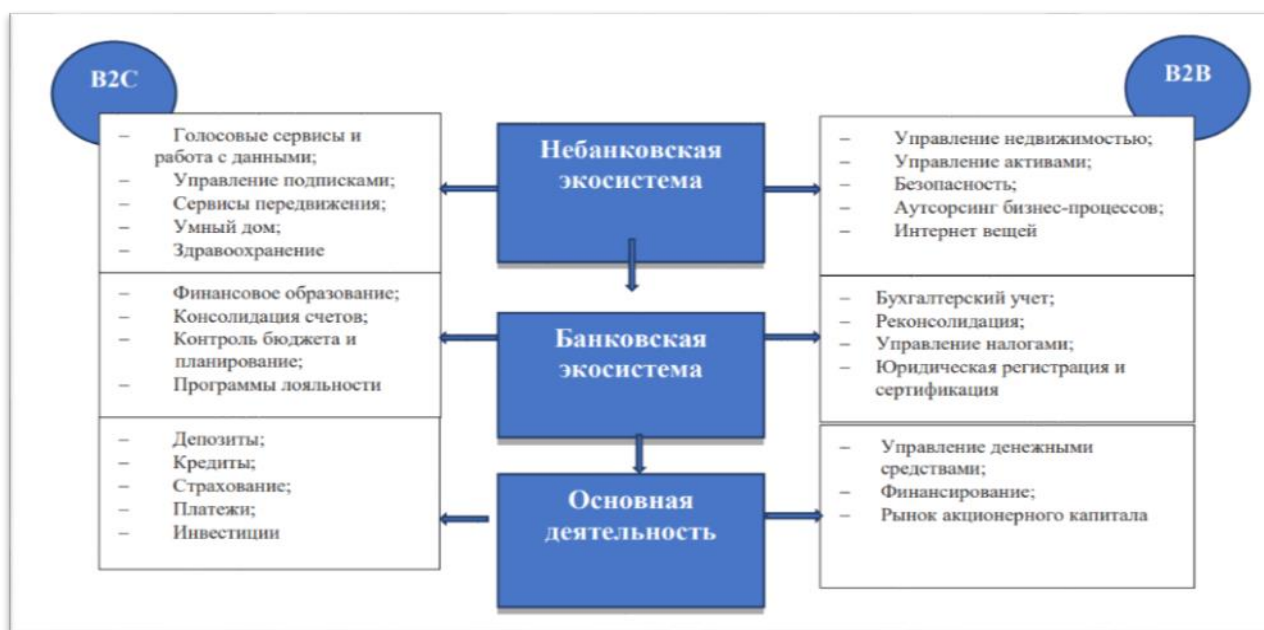 B2C
B2B
– Голосовые сервисы и
работа с данными;
– Управление подписками;
– Сервисы передвижения;
– Умный дом;
– Здравоохранение
Небанковская
экосистема
– Управление недвижимостью;
– Управление активами;
– Безопасность;
– Аутсорсинг бизнес-процессов;
– Интернет вещей
– Финансовое образование;
– Консолидация счетов;
– Контроль бюджета и
планирование;
– Программы лояльности
Банковская
экосистема
– Бухгалтерский учет;
– Реконсолидация;
– Управление налогами;
– Юридическая регистрация и
сертификация
– Депозиты;
– Кредиты;
– Страхование;
– Платежи;
– Инвестиции
Основная
деятельность
– Управление денежными
средствами;
– Финансирование;
– Рынок акционерного капитала